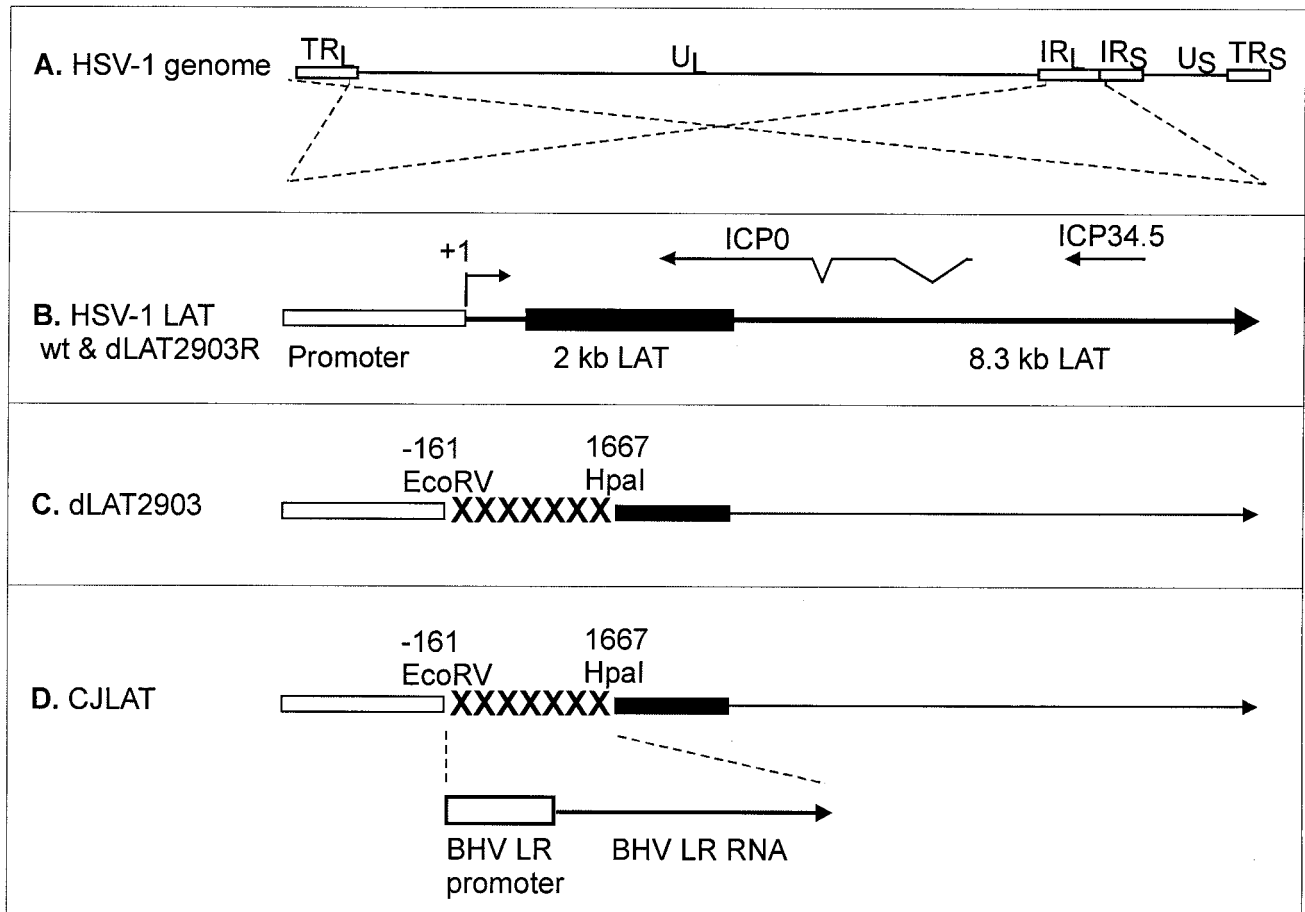 A. HSV-1 genome
TRL
UL
IRL
IRS
US
TRS
B. HSV-1 LAT
wt & dLAT2903R
+1
ICP0
ICP34.5
Promoter
2 kb LAT
8.3 kb LAT
C. dLAT2903
-161
EcoRV
1667
HpaI
XXXXXXX
D. CJLAT
-161
EcoRV
1667
HpaI
XXXXXXX
BHV LR
promoter
BHV LR RNA